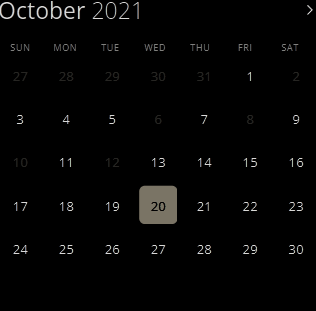 October 2021
SUN MON TUE WED THU FRI SAT
27 28 29 30 31 1 2
3 4 5 6 7 8 9
10 11 12 13 14 15 16
17 18 19 20 21 22 23
24 25 26 27 28 29 30